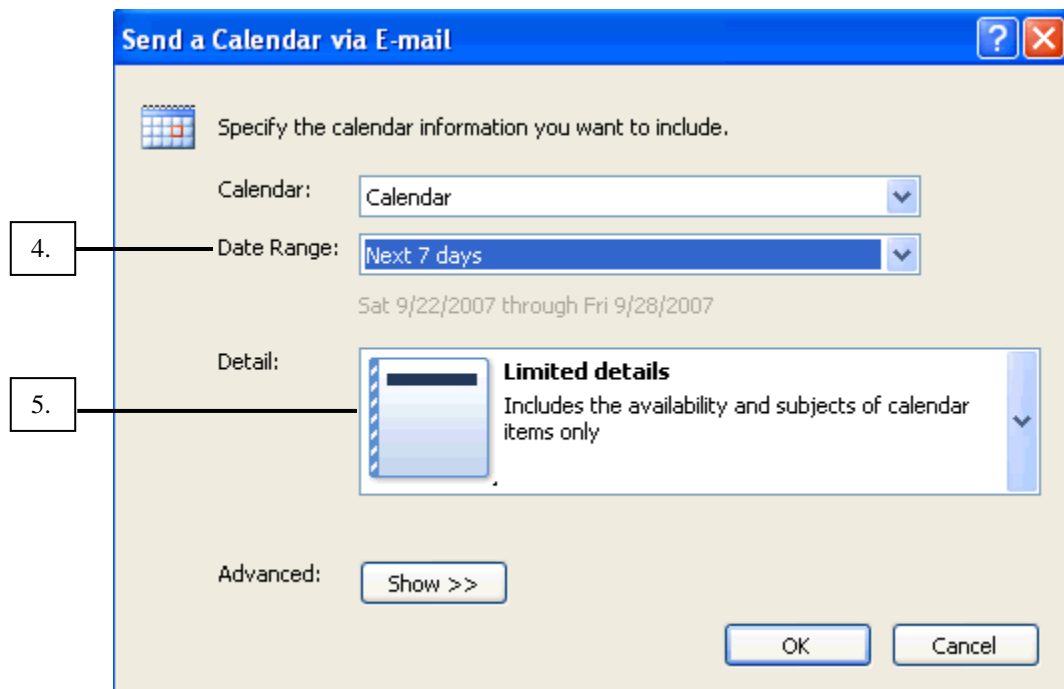 Send a Calendar via E-mail
Specify the calendar information you want to include.
Calendar: Calendar
4. Date Range: Next 7 days
Sat 9/22/2007 through Fri 9/28/2007
Detail: Limited details
5. Includes the availability and subjects of calendar
items only
Advanced: Show >>
OK Cancel